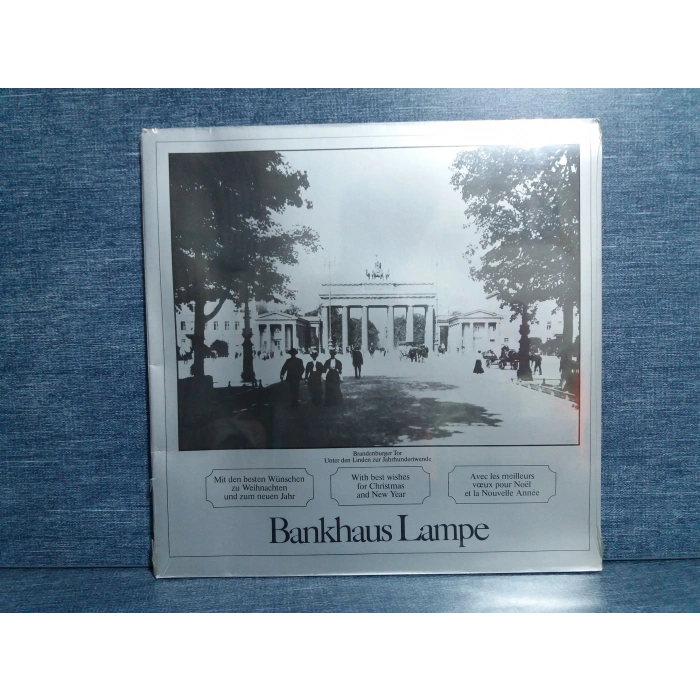 Brandenburger Tor
Unter den Linden zur Jahrhundertwende
Mit den besten Wünschen
zu Weihnachten
und zum neuen Jahr
With best wishes
for Christmas
and New Year
Avec les meilleurs
vœux pour Noël
et la Nouvelle Année
Bankhaus Lampe